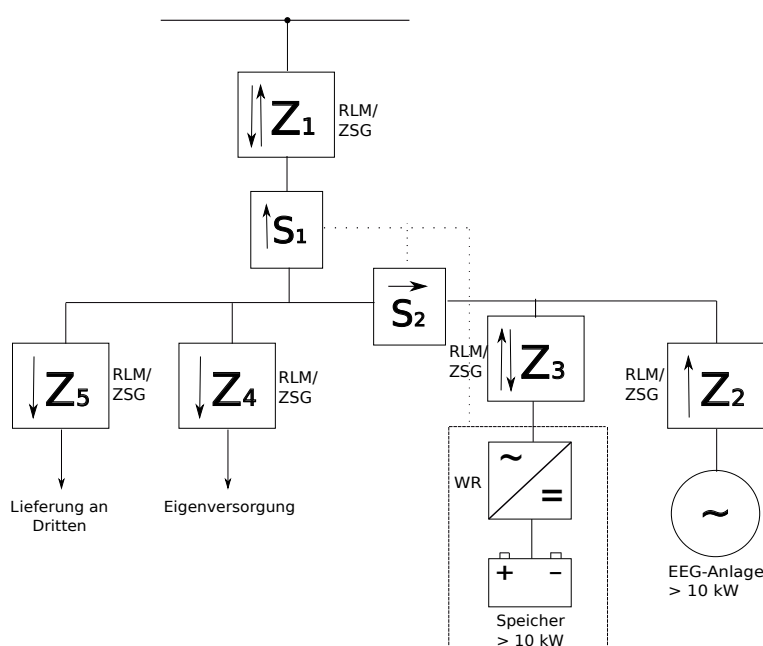 Z1
RLM/
ZSG
S1
S2
Z5
RLM/
ZSG
Z4
RLM/
ZSG
RLM/
ZSG
Z3
RLM/
ZSG
Z2
Lieferung an
Dritten
Eigenversorgung
WR
~
=
+ -
Speicher
> 10 kW
~
EEG-Anlage
> 10 kW